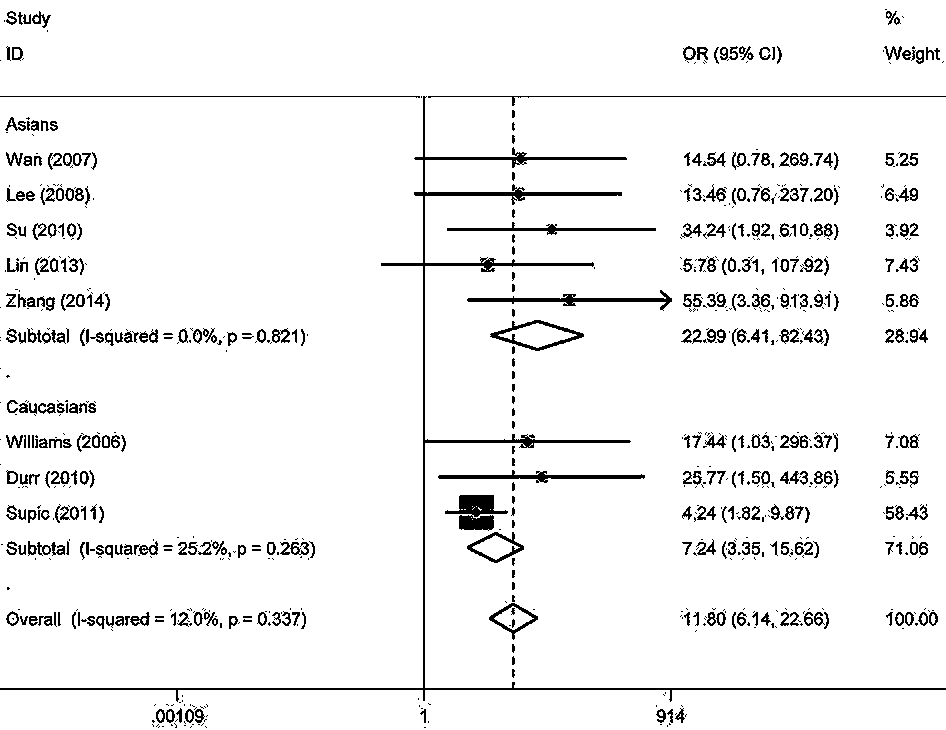 Study %
ID OR (95% CI) Weight
Asians
Wan (2007) 14.54 (0.78, 269.74) 5.25
Lee (2008) 13.46 (0.76, 237.20) 6.49
Su (2010) 34.24 (1.92, 610.88) 3.92
Lin (2013) 5.78 (0.31, 107.92) 7.43
Zhang (2014) 55.39 (3.36, 913.91) 5.86
Subtotal (I-squared = 0.0%, p = 0.821) 22.99 (6.41, 82.43) 28.94
.
Caucasians
Williams (2006) 17.44 (1.03, 296.37) 7.08
Durr (2010) 25.77 (1.50, 443.86) 5.55
Supic (2011) 4.24 (1.82, 9.87) 58.43
Subtotal (I-squared = 25.2%, p = 0.263) 7.24 (3.35, 15.62) 71.06
.
Overall (I-squared = 12.0%, p = 0.337) 11.80 (6.14, 22.66) 100.00
.00109 1 914